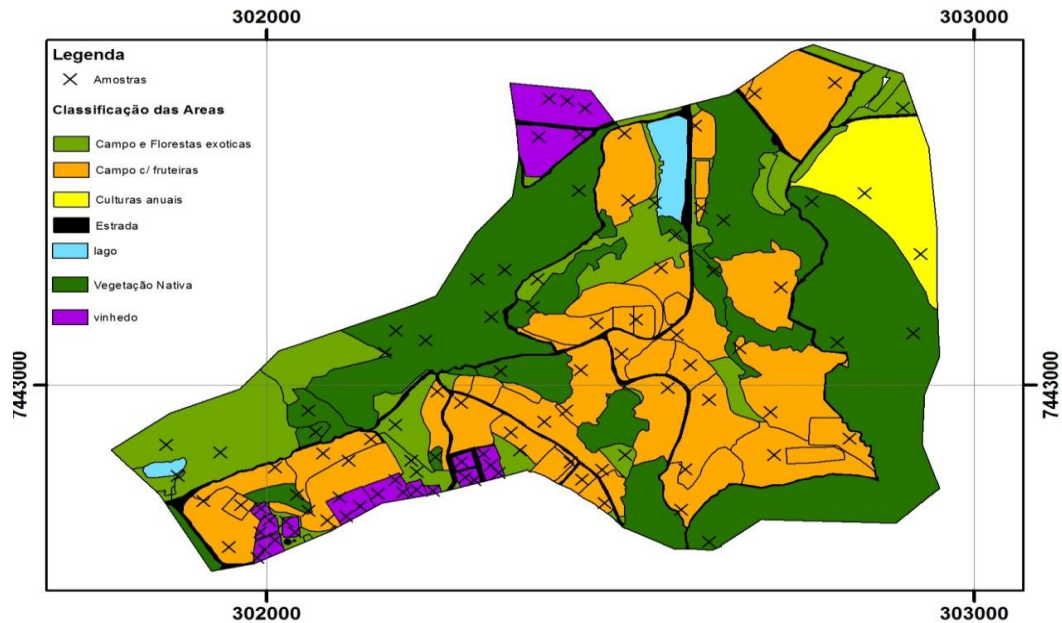 302000
303000
Legenda
Amostras
Classificação das Areas
Campo e Florestas exoticas
Campo c/ fruteiras
Culturas anuais
Estrada
lago
Vegetação Nativa
vinhedo
7443000
7443000
302000
303000